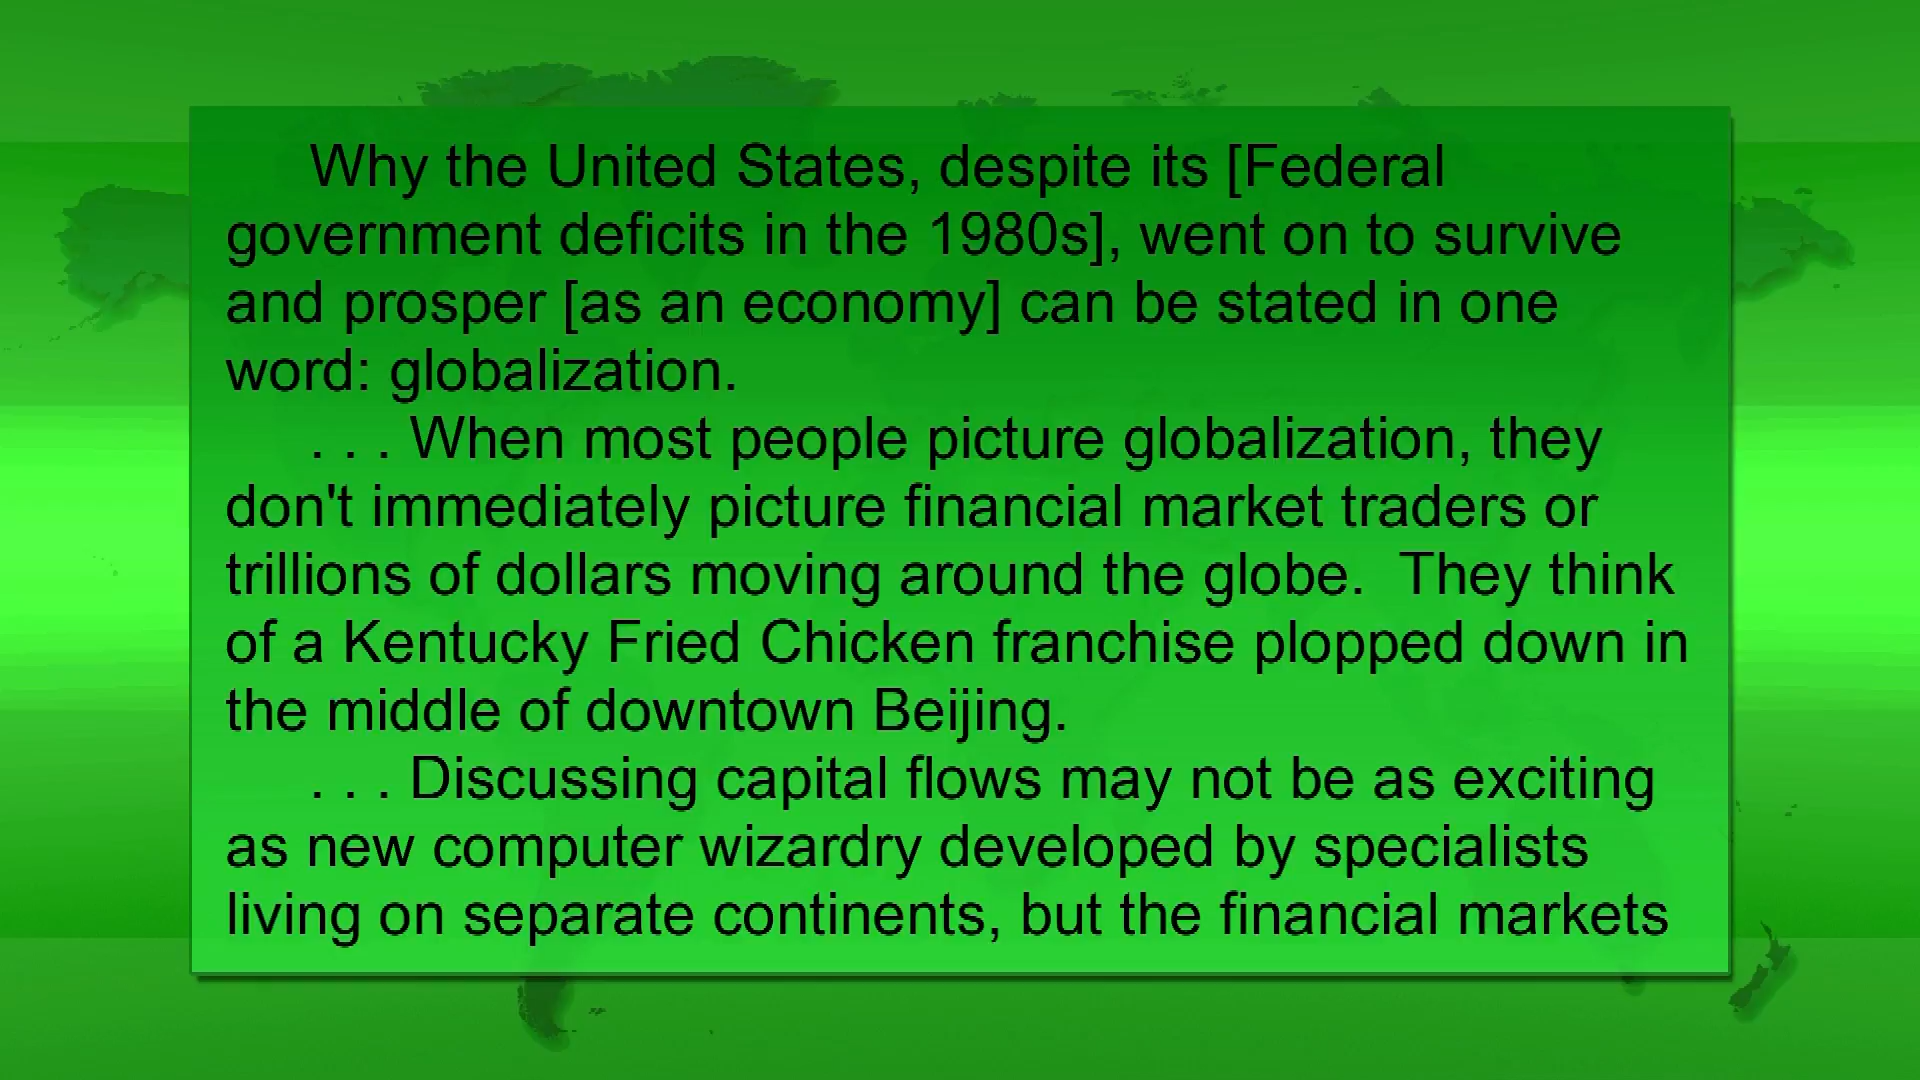 Why the United States, despite its [Federal
government deficits in the 1980s], went on to survive
and prosper [as an economy] can be stated in one
word: globalization.
. . . When most people picture globalization, they
don't immediately picture financial market traders or
trillions of dollars moving around the globe.  They think
of a Kentucky Fried Chicken franchise plopped down in
the middle of downtown Beijing.
. . . Discussing capital flows may not be as exciting
as new computer wizardry developed by specialists
living on separate continents, but the financial markets